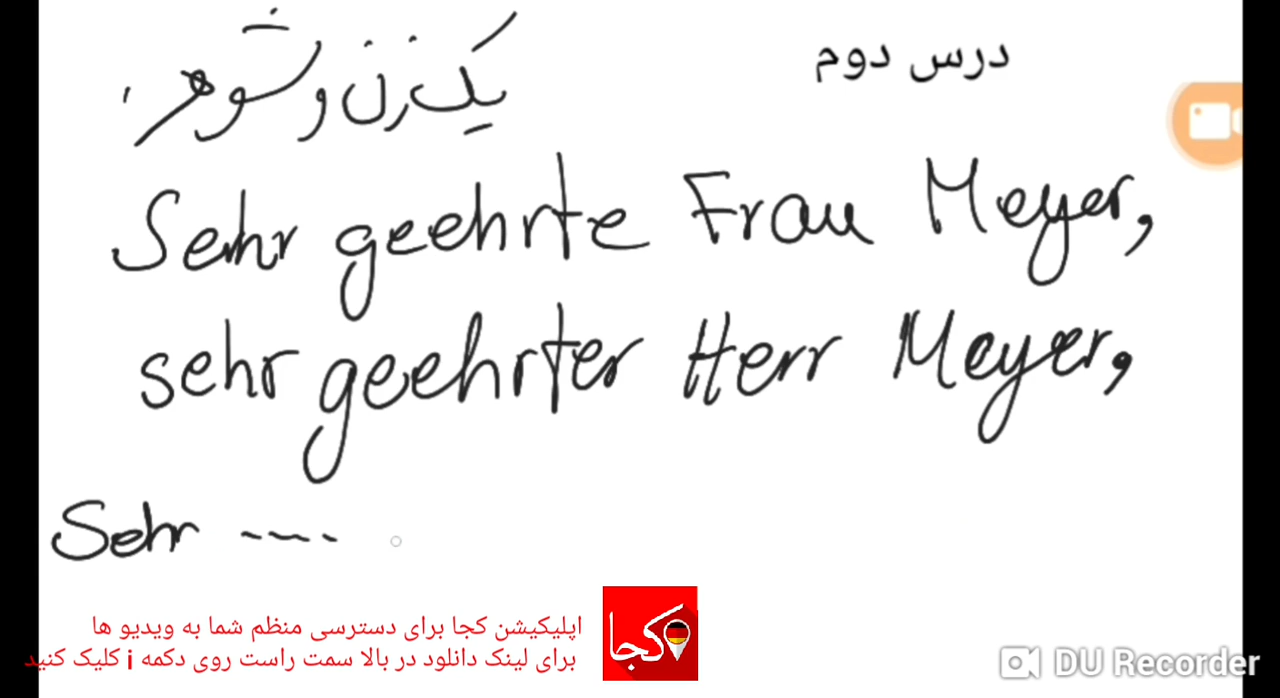 درس دوم
یک زن و شوهر،
Sehr geehrte Frau Meyer,
sehr geehrter Herr Meyer,
Sehr ----
اپلیکیشن کجا برای دسترسی منظم شما به ویدیو ها
برای لینک دانلود در بالا سمت راست روی دکمه i کلیک کنید
کجا
DU Recorder